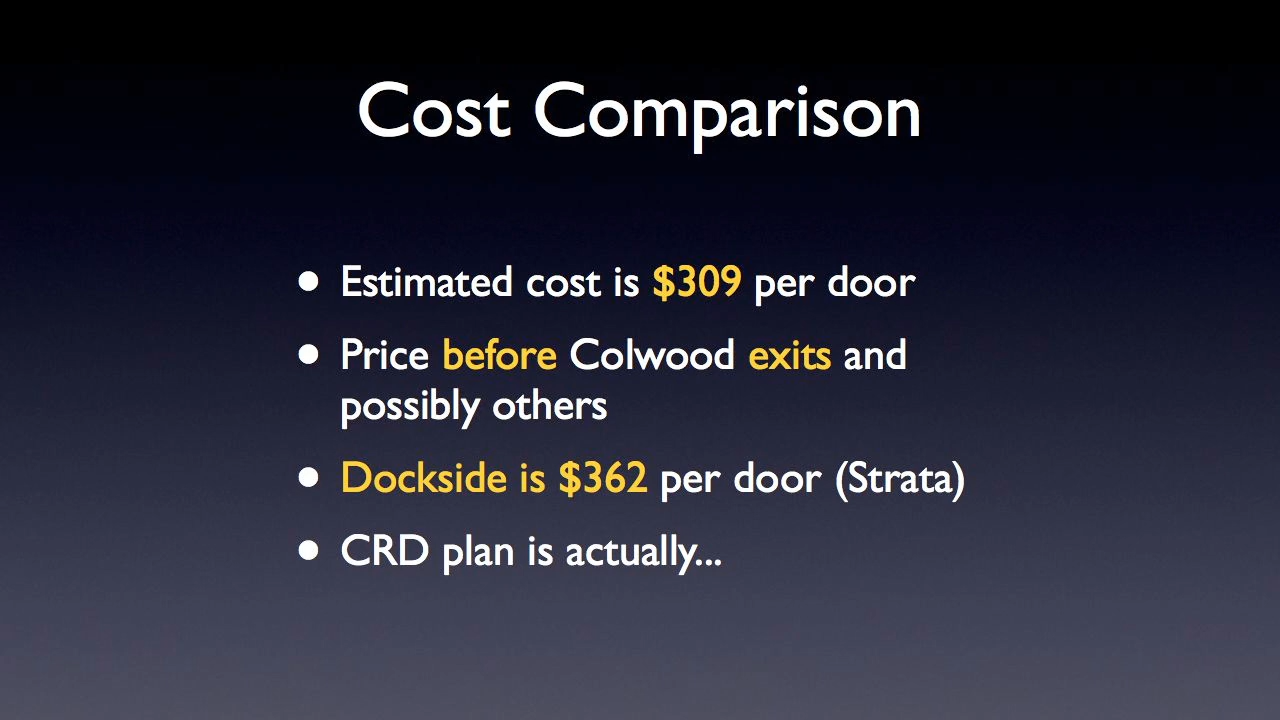 Cost Comparison
• Estimated cost is $309 per door
• Price before Colwood exits and
possibly others
• Dockside is $362 per door (Strata)
• CRD plan is actually...